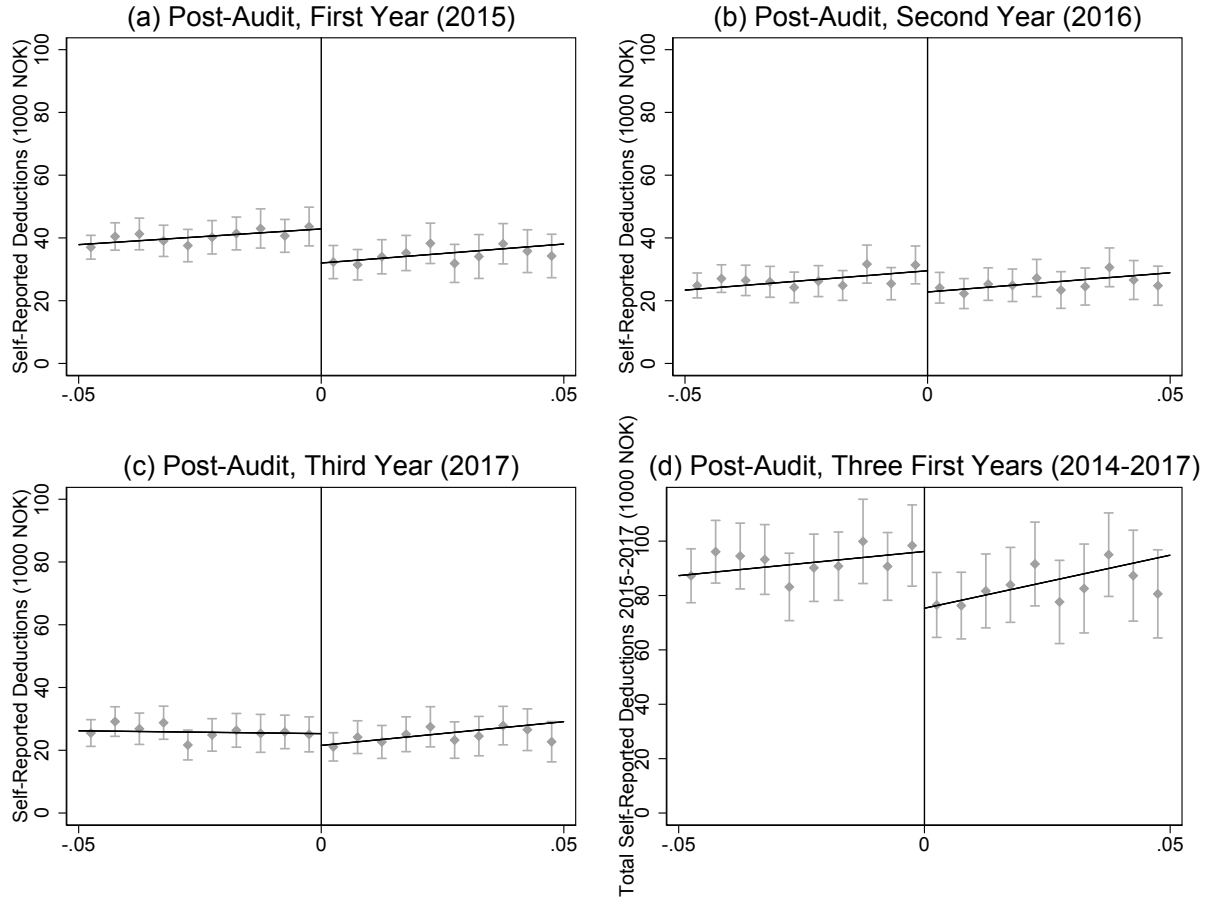 (a) Post-Audit, First Year (2015)
Self-Reported Deductions (1000 NOK)
100
80
60
40
20
0
-.05 0 .05
(b) Post-Audit, Second Year (2016)
Self-Reported Deductions (1000 NOK)
100
80
60
40
20
0
-.05 0 .05
(c) Post-Audit, Third Year (2017)
Self-Reported Deductions (1000 NOK)
100
80
60
40
20
0
-.05 0 .05
(d) Post-Audit, Three First Years (2014-2017)
Total Self-Reported Deductions 2015-2017 (1000 NOK)
100
80
60
40
20
0
-.05 0 .05